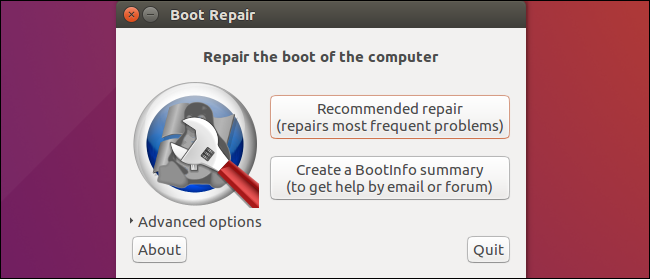 Boot Repair
Repair the boot of the computer
Recommended repair
(repairs most frequent problems)
Create a BootInfo summary
(to get help by email or forum)
Advanced options
About
Quit